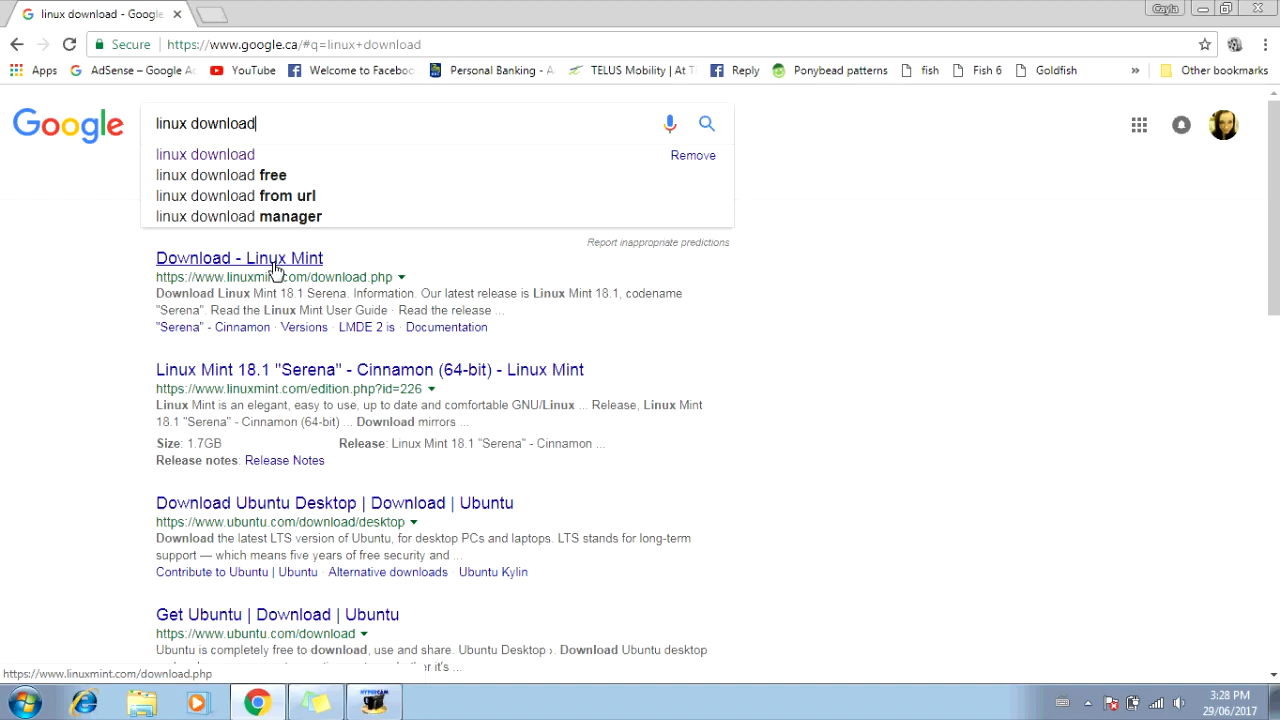 linux download - Google
Gayla
Secure
https://www.google.ca/#q=linux+download
Apps
AdSense – Google Ac
YouTube
Welcome to Faceboo
Personal Banking - A
TELUS Mobility | At T
Reply
Ponybead patterns
fish
Fish 6
Goldfish
»
Other bookmarks
Google
linux download
linux download
Remove
linux download free
linux download from url
linux download manager
Report inappropriate predictions
Download - Linux Mint
https://www.linuxmint.com/download.php
Download Linux Mint 18.1 Serena. Information. Our latest release is Linux Mint 18.1, codename
"Serena". Read the Linux Mint User Guide · Read the release ...
"Serena" - Cinnamon · Versions · LMDE 2 is · Documentation
Linux Mint 18.1 "Serena" - Cinnamon (64-bit) - Linux Mint
https://www.linuxmint.com/edition.php?id=226
Linux Mint is an elegant, easy to use, up to date and comfortable GNU/Linux ... Release, Linux Mint
18.1 "Serena" - Cinnamon (64-bit) ... Download mirrors ...
Size: 1.7GB
Release: Linux Mint 18.1 "Serena" - Cinnamon ...
Release notes: Release Notes
Download Ubuntu Desktop | Download | Ubuntu
https://www.ubuntu.com/download/desktop
Download the latest LTS version of Ubuntu, for desktop PCs and laptops. LTS stands for long-term
support — which means five years of free security and ...
Contribute to Ubuntu | Ubuntu · Alternative downloads · Ubuntu Kylin
Get Ubuntu | Download | Ubuntu
https://www.ubuntu.com/download
Ubuntu is completely free to download, use and share. Ubuntu Desktop ›. Download Ubuntu desktop
https://www.linuxmint.com/download.php
HYPERCAM
3:28 PM
29/06/2017